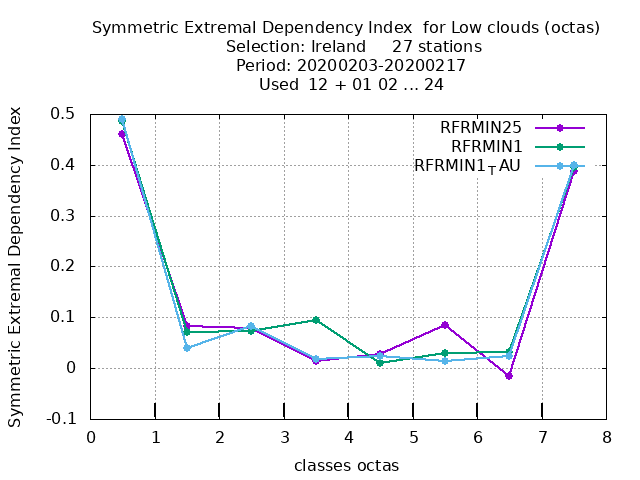 Symmetric Extremal Dependency Index  for Low clouds (octas)
Selection: Ireland     27 stations
Period: 20200203-20200217
Used  12 + 01 02 ... 24
Symmetric Extremal Dependency Index
0.5
0.4
0.3
0.2
0.1
0
-0.1
RFRMIN25
RFRMIN1
RFRMIN1TAU
0 1 2 3 4 5 6 7 8
classes octas